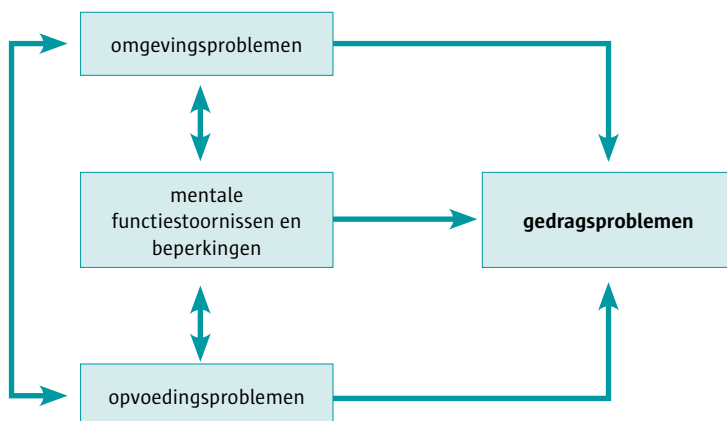 omgevingsproblemen
mentale
functiestoornissen en
beperkingen
gedragsproblemen
opvoedingsproblemen